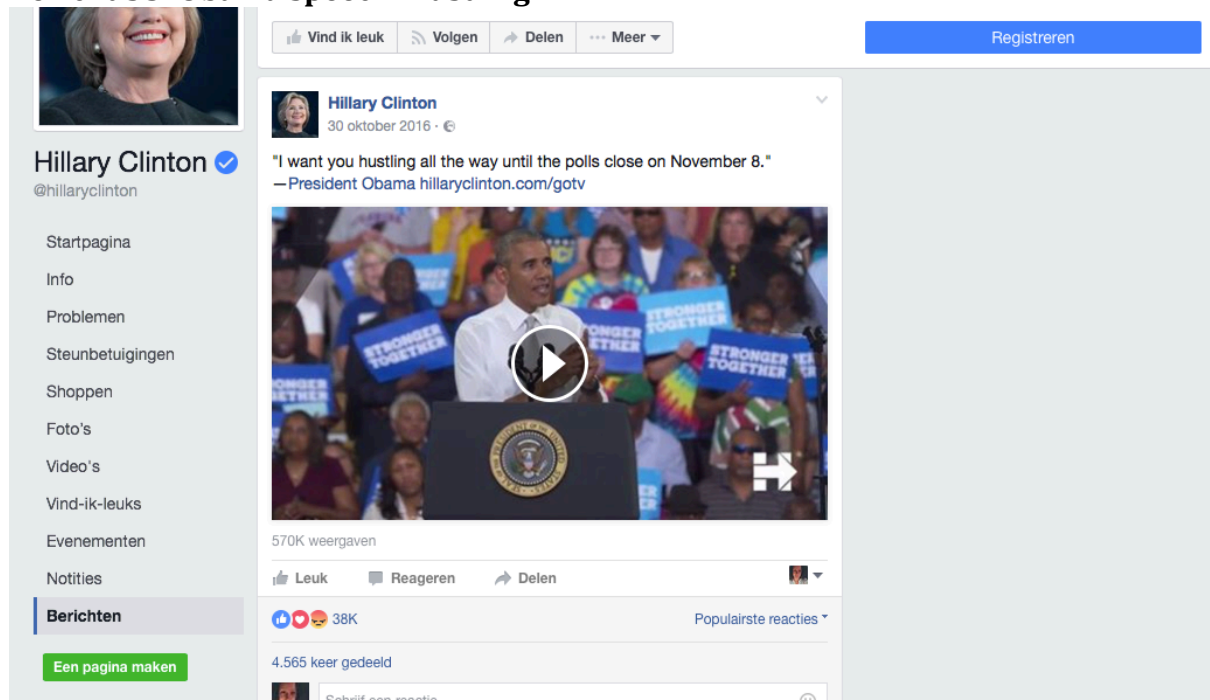 Vind ik leuk
Volgen
Delen
Meer
Registreren
Hillary Clinton
@hillaryclinton
Startpagina
Info
Problemen
Steunbetuigingen
Shoppen
Foto's
Video's
Vind-ik-leuks
Evenementen
Notities
Berichten
Een pagina maken
Hillary Clinton
30 oktober 2016
"I want you hustling all the way until the polls close on November 8."
—President Obama hillaryclinton.com/gotv
STRONGER
TOGETHER
STRONGER
TOGETHER
STRONGER
TOGETHER
570K weergaven
Leuk
Reageren
Delen
38K
Populairste reacties
4.565 keer gedeeld
Schrijf een reactie